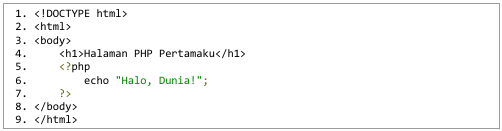 1. <!DOCTYPE html>
2. <html>
3. <body>
4.     <h1>Halaman PHP Pertamaku</h1>
5.     <?php
6.         echo "Halo, Dunia!";
7.     ?>
8. </body>
9. </html>